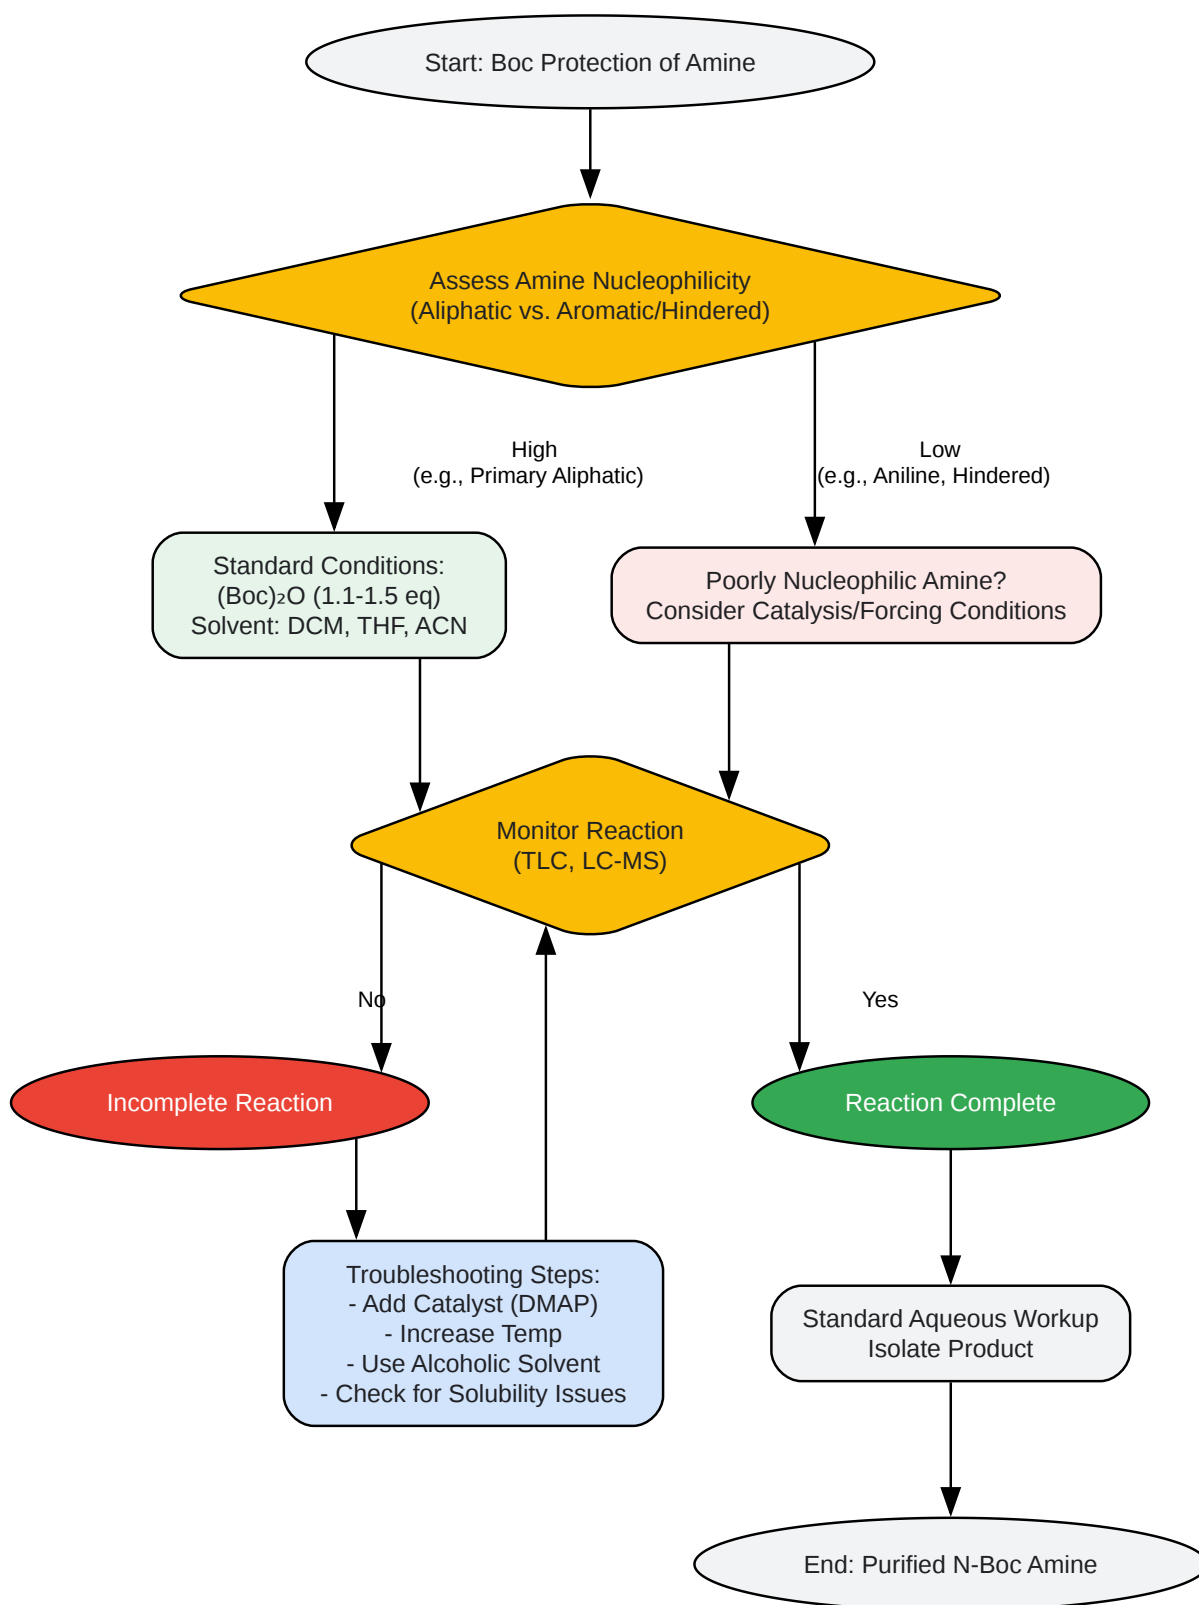 Start: Boc Protection of Amine
Assess Amine Nucleophilicity
(Aliphatic vs. Aromatic/Hindered)
High
(e.g., Primary Aliphatic)
Low
(e.g., Aniline, Hindered)
Standard Conditions:
(Boc)₂O (1.1-1.5 eq)
Solvent: DCM, THF, ACN
Poorly Nucleophilic Amine?
Consider Catalysis/Forcing Conditions
Monitor Reaction
(TLC, LC-MS)
No
Yes
Incomplete Reaction
Reaction Complete
Troubleshooting Steps:
- Add Catalyst (DMAP)
- Increase Temp
- Use Alcoholic Solvent
- Check for Solubility Issues
Standard Aqueous Workup
Isolate Product
End: Purified N-Boc Amine